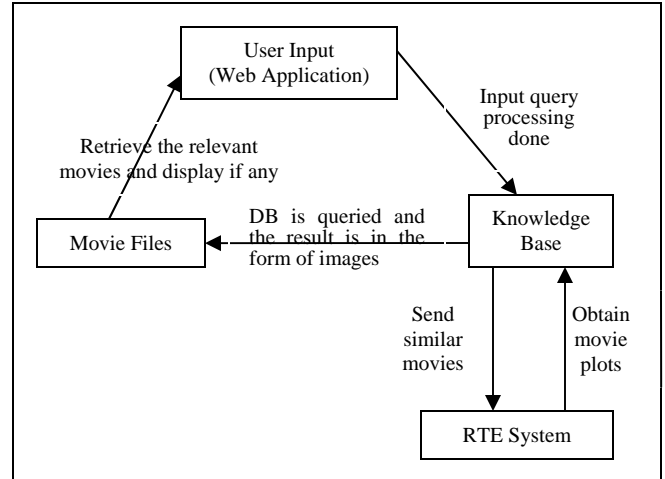 User Input
(Web Application)
Input query
processing
done
Retrieve the relevant
movies and display if any
DB is queried and
the result is in the
form of images
Movie Files
Knowledge
Base
Send
similar
movies
Obtain
movie
plots
RTE System